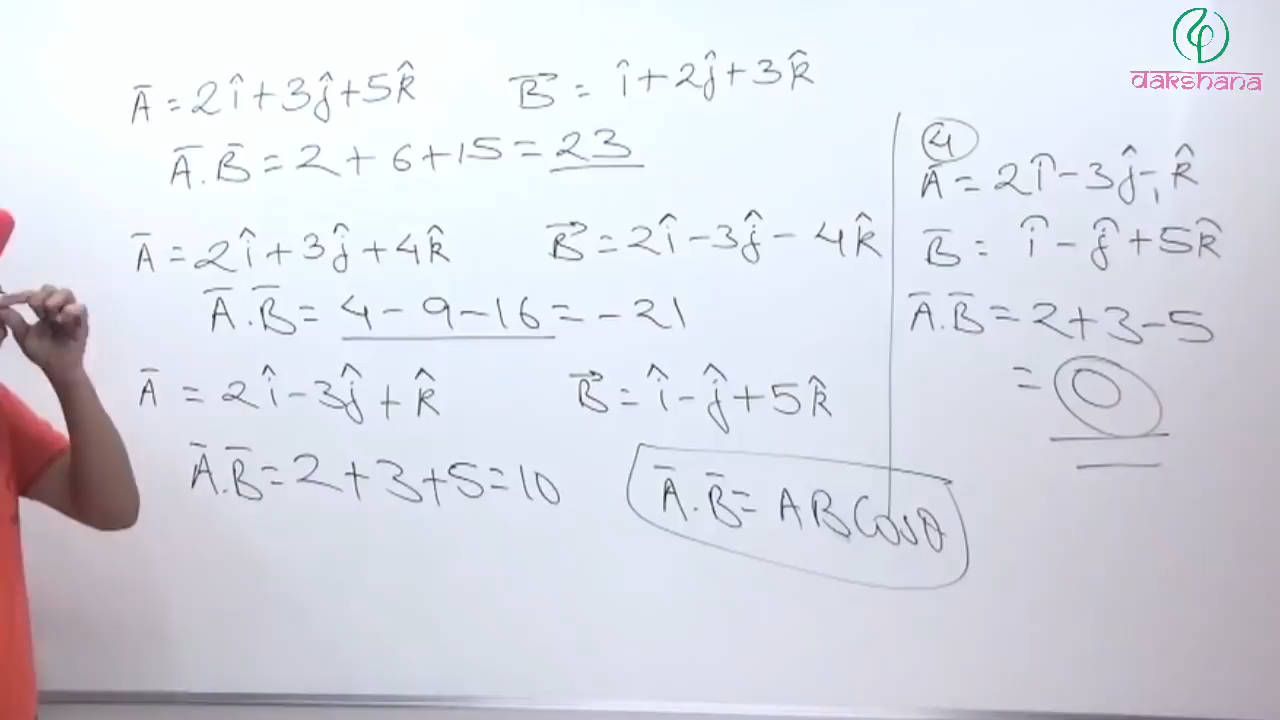 Ā = 2î+3ĵ+5k̂    B⃗ = î+2ĵ+3k̂
Ā.B̄ = 2+6+15 = 23
Ā = 2î+3ĵ+4k̂    B⃗ = 2î-3ĵ-4k̂
Ā.B̄ = 4-9-16 = -21
Ā = 2î-3ĵ+k̂    B⃗ = î-ĵ+5k̂
Ā.B̄ = 2+3+5 = 10
Ā.B̄ = AB Cosθ
4
Ā = 2î-3ĵ-k̂
B̄ = î-ĵ+5k̂
Ā.B̄ = 2+3-5
= 0
dakshana